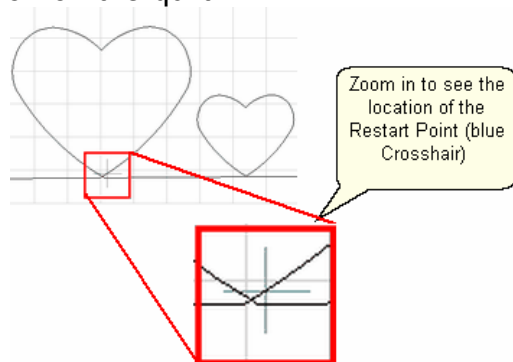 Zoom in to see the
location of the
Restart Point (blue
Crosshair)